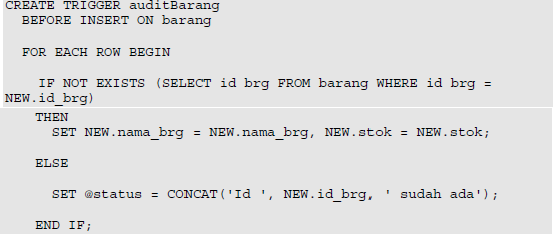 CREATE TRIGGER auditBarang
BEFORE INSERT ON barang
FOR EACH ROW BEGIN
IF NOT EXISTS (SELECT id brg FROM barang WHERE id brg =
NEW.id_brg)
THEN
SET NEW.nama_brg = NEW.nama_brg, NEW.stok = NEW.stok;
ELSE
SET @status = CONCAT('Id ', NEW.id_brg, ' sudah ada');
END IF;